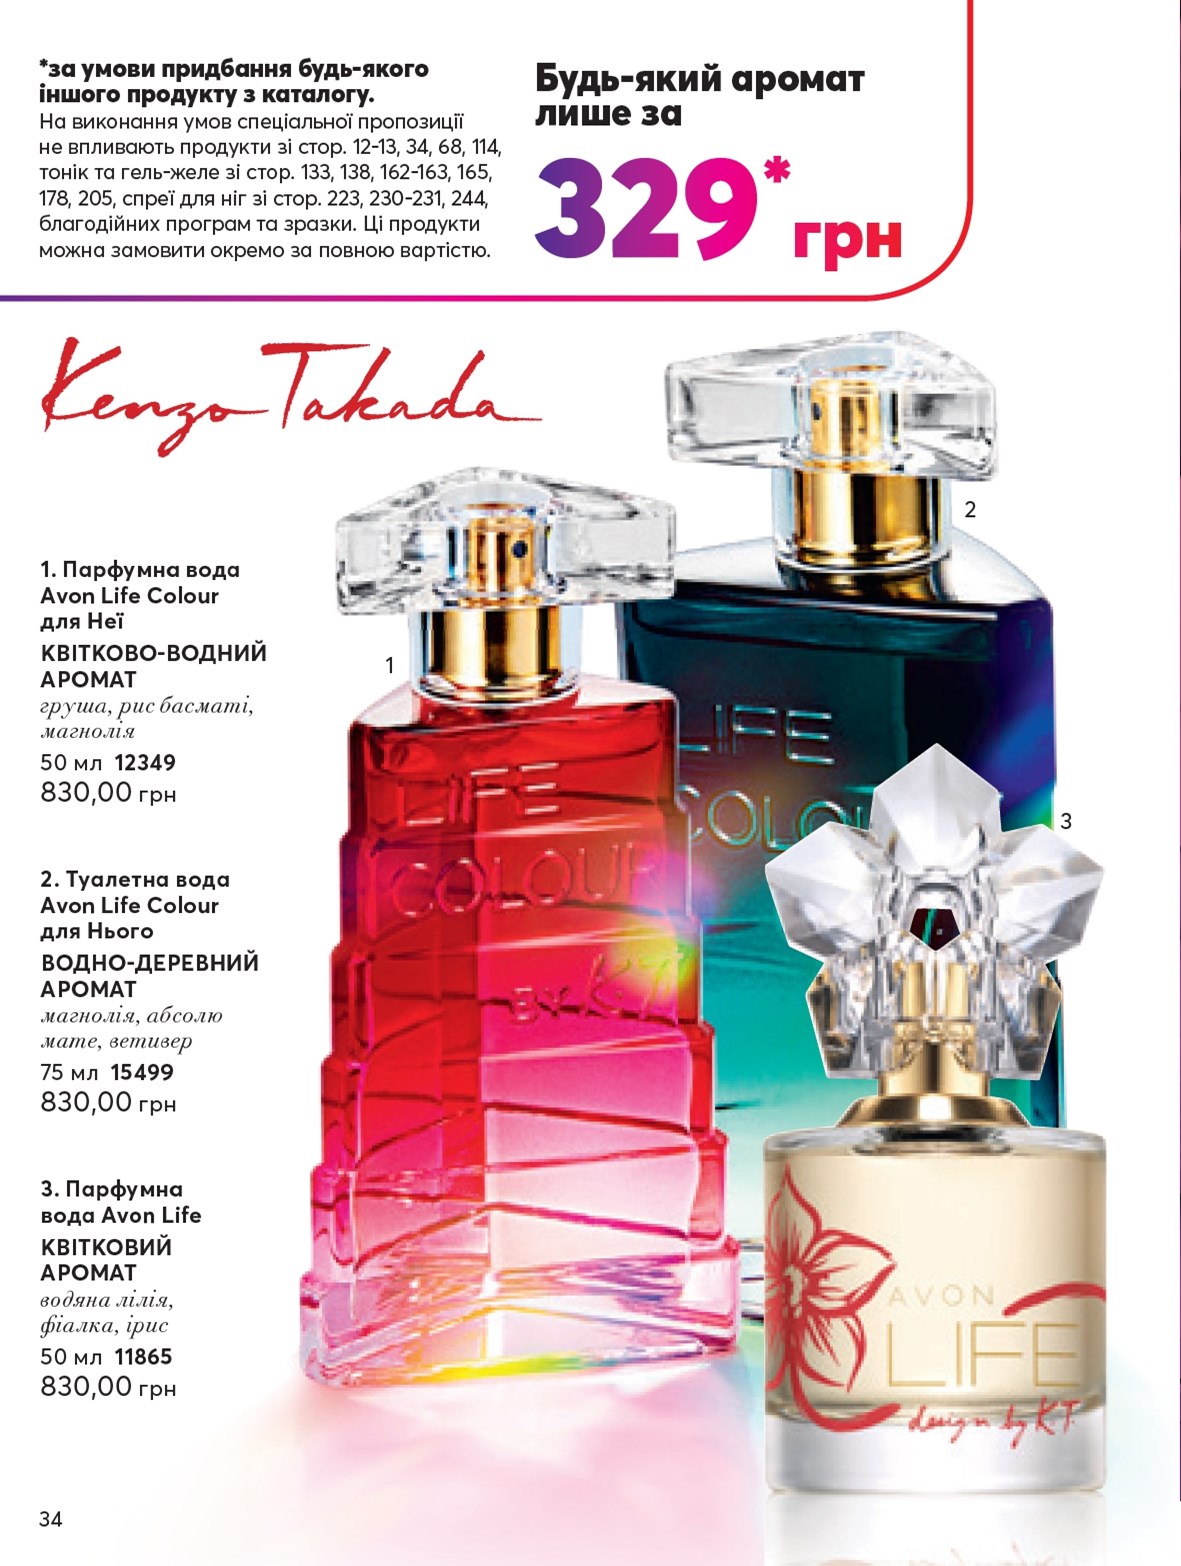 *за умови придбання будь-якого
іншого продукту з каталогу.
На виконання умов спеціальної пропозиції
не впливають продукти зі стор. 12-13, 34, 68, 114,
тонік та гель-желе зі стор. 133, 138, 162-163, 165,
178, 205, спреї для ніг зі стор. 223, 230-231, 244,
благодійних програм та зразки. Ці продукти
можна замовити окремо за повною вартістю.
Будь-який аромат
лише за
329*
грн
Kenzo Takada
1. Парфумна вода
Avon Life Colour
для Неї
КВІТКОВО-ВОДНИЙ
АРОМАТ
груша, рис басматі,
магнолія
50 мл 12349
830,00 грн
2. Туалетна вода
Avon Life Colour
для Нього
ВОДНО-ДЕРЕВНИЙ
АРОМАТ
магнолія, абсолю
мате, ветивер
75 мл 15499
830,00 грн
3. Парфумна
вода Avon Life
КВІТКОВИЙ
АРОМАТ
водяна лілія,
фіалка, ірис
50 мл 11865
830,00 грн
1
LIFE
COLOUR
BY K.T.
2
LIFE
COLOU
3
AVON
LIFE
design by K.T.
34